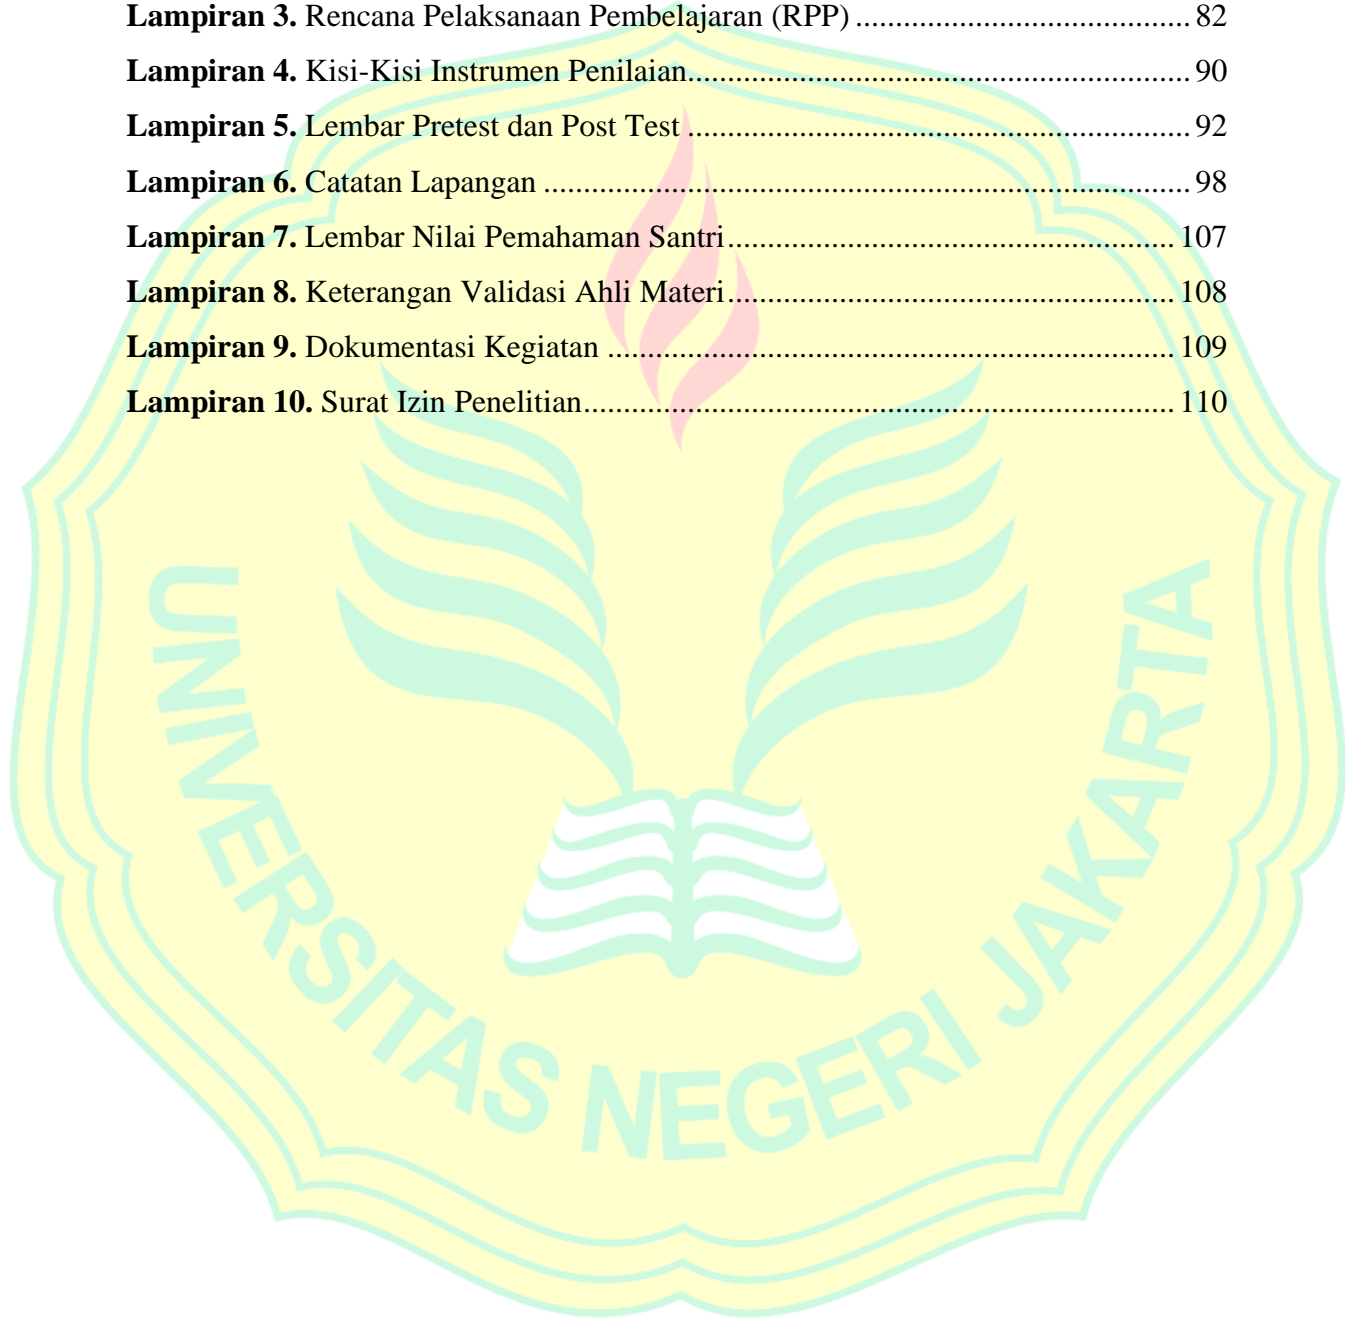 Lampiran 3. Rencana Pelaksanaan Pembelajaran (RPP) ........................................ 82
Lampiran 4. Kisi-Kisi Instrumen Penilaian............................................................. 90
Lampiran 5. Lembar Pretest dan Post Test ............................................................. 92
Lampiran 6. Catatan Lapangan ............................................................................... 98
Lampiran 7. Lembar Nilai Pemahaman Santri...................................................... 107
Lampiran 8. Keterangan Validasi Ahli Materi...................................................... 108
Lampiran 9. Dokumentasi Kegiatan ..................................................................... 109
Lampiran 10. Surat Izin Penelitian........................................................................ 110
UNIVERSITAS NEGERI JAKARTA